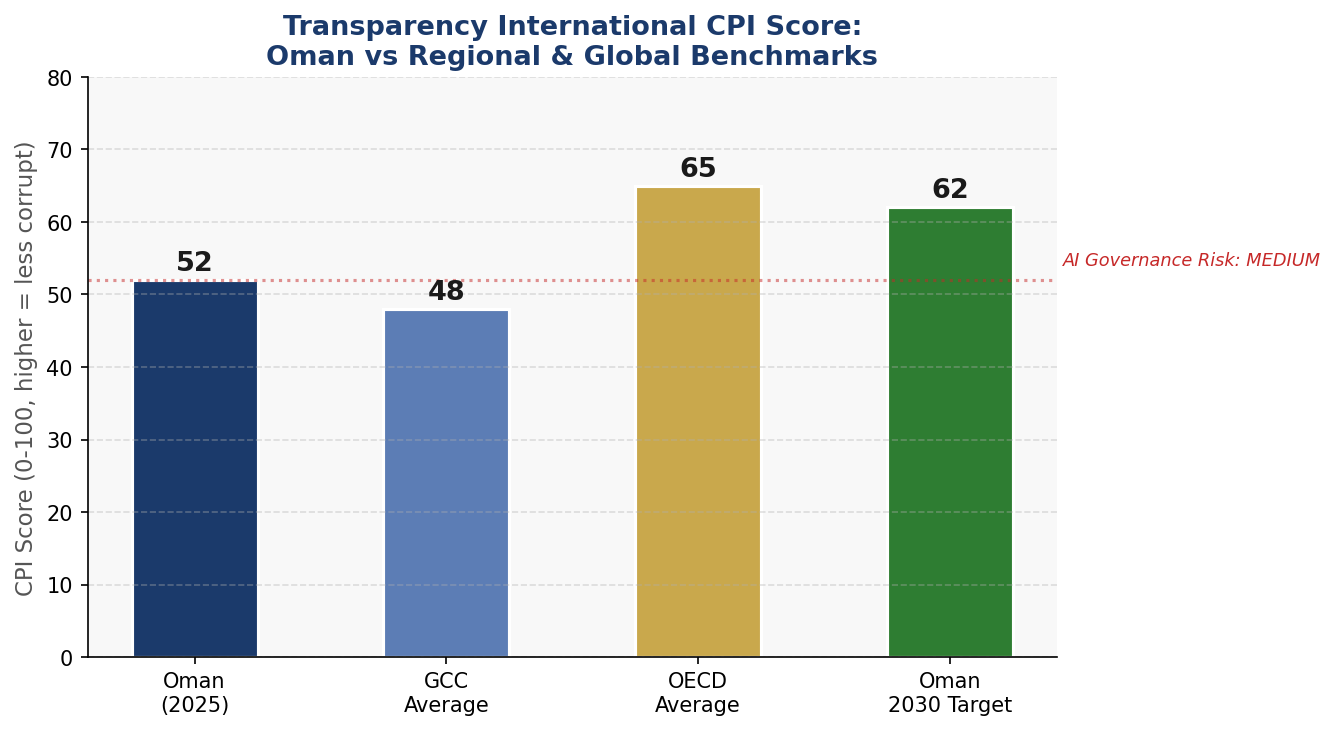 Transparency International CPI Score:
Oman vs Regional & Global Benchmarks
CPI Score (0-100, higher = less corrupt)
80
70
60
50
40
30
20
10
0
52
48
65
62
AI Governance Risk: MEDIUM
Oman
(2025)
GCC
Average
OECD
Average
Oman
2030 Target